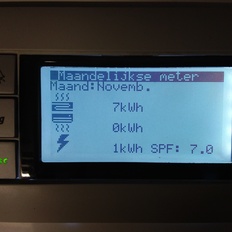 Maandelijkse meter
Maand:Novemb.
7kWh
0kWh
1kWh SPF: 7.0